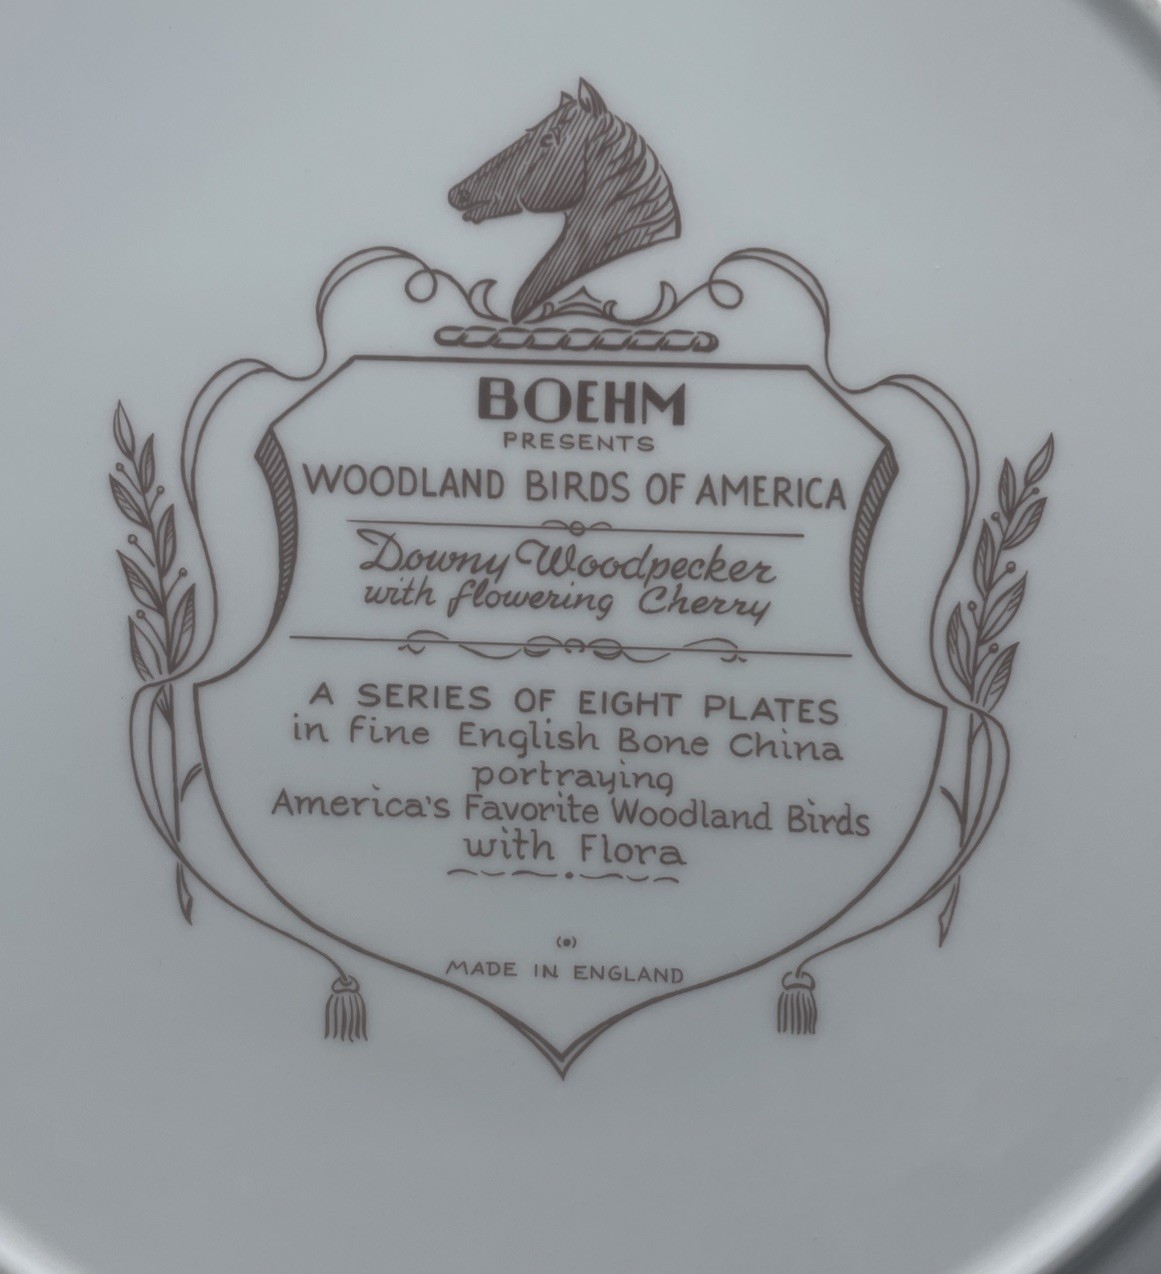 BOEHM
PRESENTS
WOODLAND BIRDS OF AMERICA
Downy Woodpecker
with flowering Cherry
A SERIES OF EIGHT PLATES
in fine English Bone China
portraying
America's Favorite Woodland Birds
with Flora
MADE IN ENGLAND